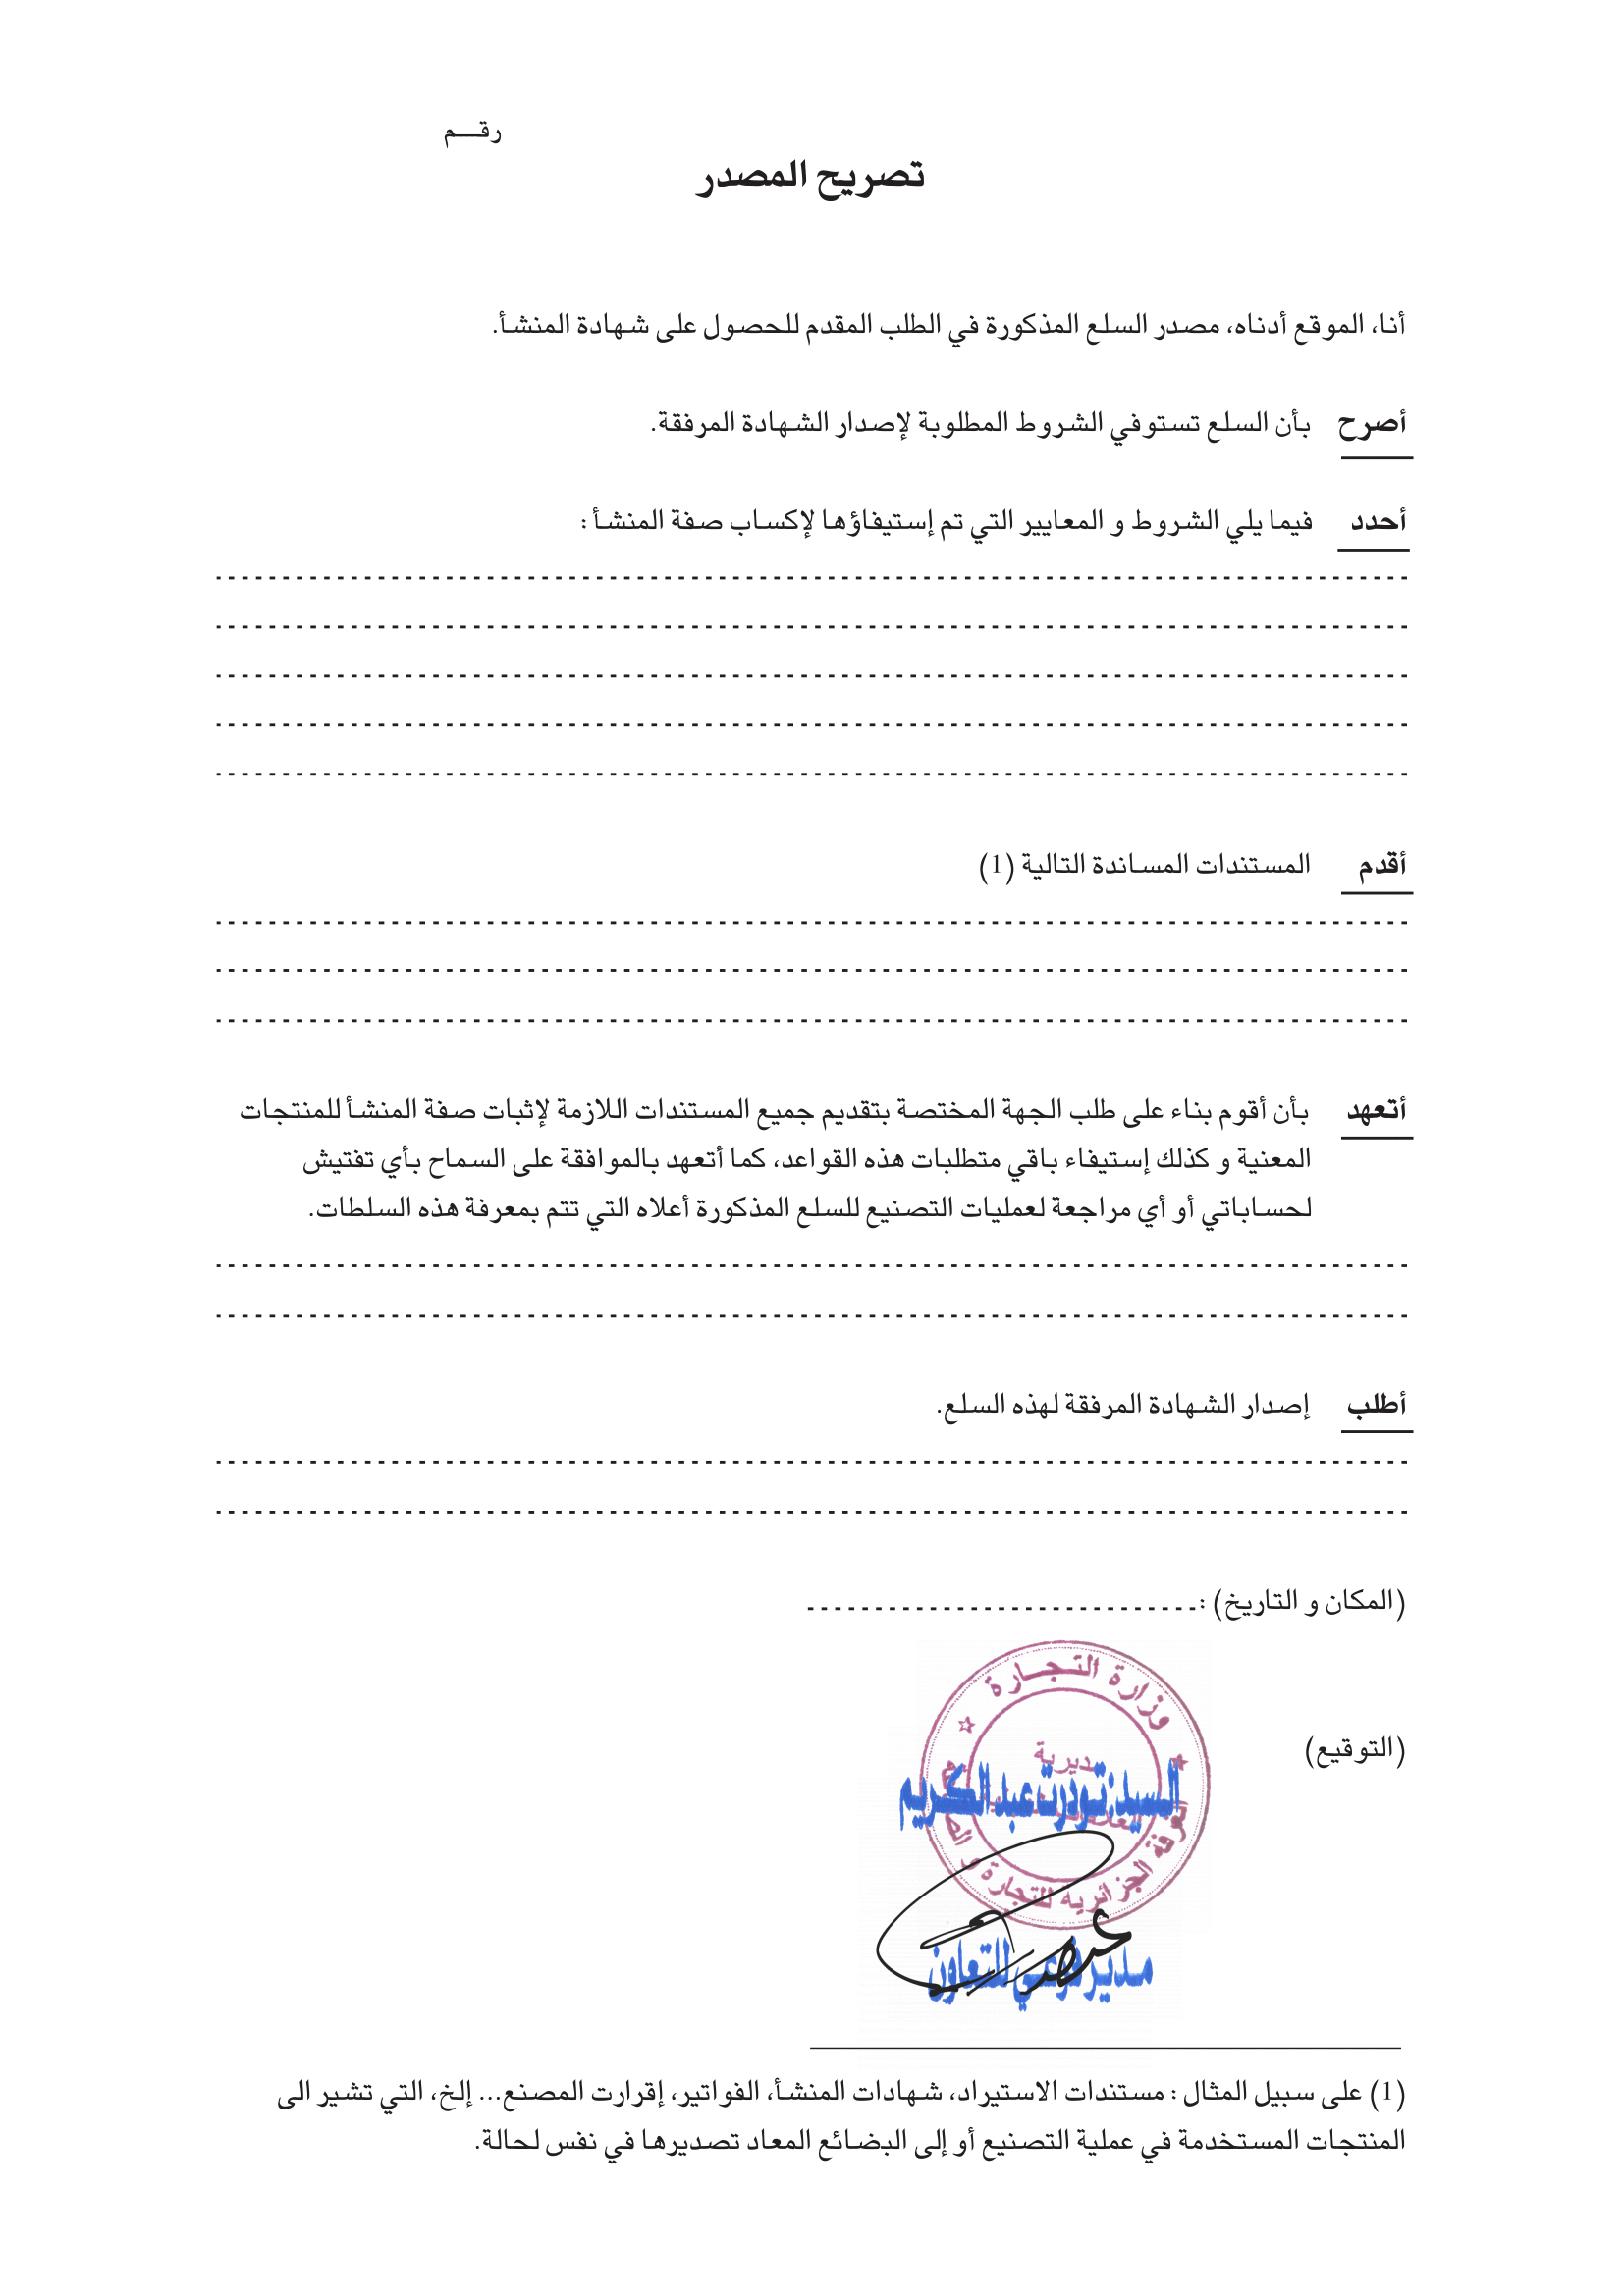 رقـــم
تصريح المصدر
أنا، الموقع أدناه، مصدر السلع المذكورة في الطلب المقدم للحصول على شهادة المنشأ.
أصرح بأن السلع تستوفي الشروط المطلوبة لإصدار الشهادة المرفقة.
أحدد فيما يلي الشروط و المعايير التي تم إستيفاؤها لإكساب صفة المنشأ :
أقدم المستندات المساندة التالية (1)
أتعهد بأن أقوم بناء على طلب الجهة المختصة بتقديم جميع المستندات اللازمة لإثبات صفة المنشأ للمنتجات
المعنية و كذلك إستيفاء باقي متطلبات هذه القواعد، كما أتعهد بالموافقة على السماح بأي تفتيش
لحساباتي أو أي مراجعة لعمليات التصنيع للسلع المذكورة أعلاه التي تتم بمعرفة هذه السلطات.
أطلب إصدار الشهادة المرفقة لهذه السلع.
(المكان و التاريخ) :
وزارة التجارة
(التوقيع)
مديرية
السيد تودرت عبد الكريم
الغرفة الجزائرية للتجارة و
مدير فرعي للتعاون
(1) على سبيل المثال : مستندات الاستيراد، شهادات المنشأ، الفواتير، إقرارت المصنع... إلخ، التي تشير الى
المنتجات المستخدمة في عملية التصنيع أو إلى البضائع المعاد تصديرها في نفس لحالة.